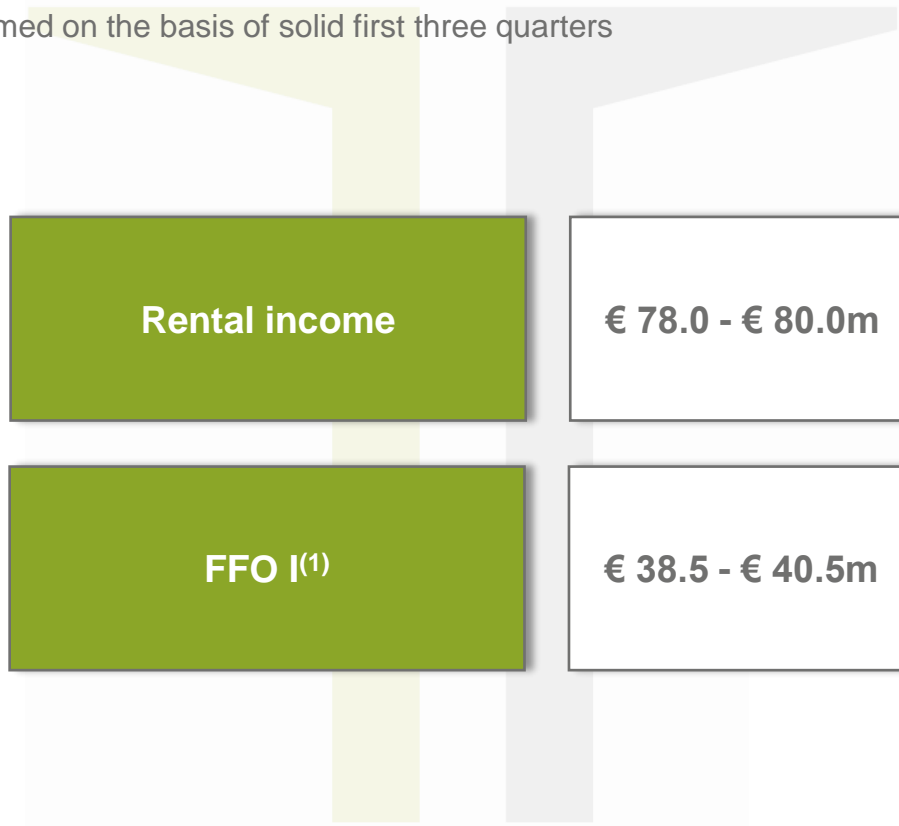 med on the basis of solid first three quarters
Rental income
€ 78.0 - € 80.0m
FFO I(1)
€ 38.5 - € 40.5m